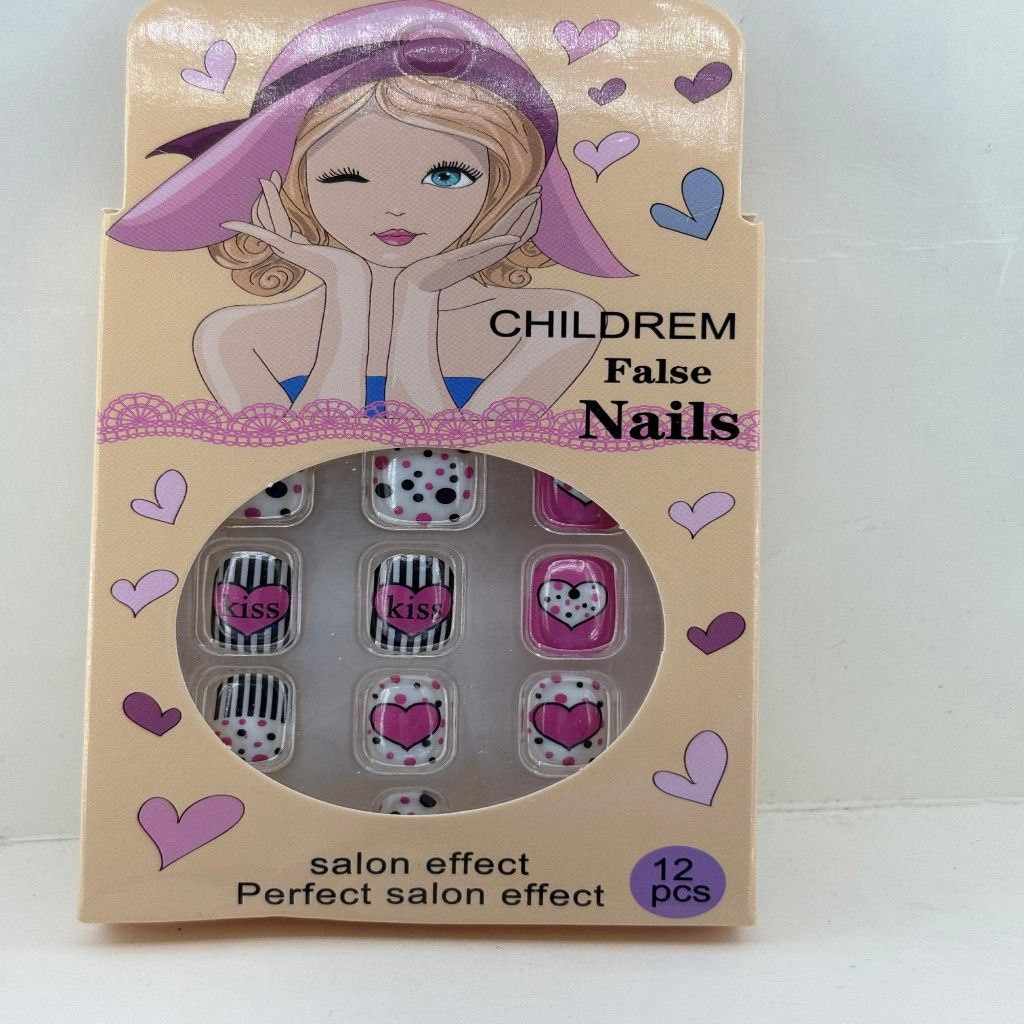 CHILDREM
False
Nails
kiss
kiss
salon effect
Perfect salon effect
12
pcs